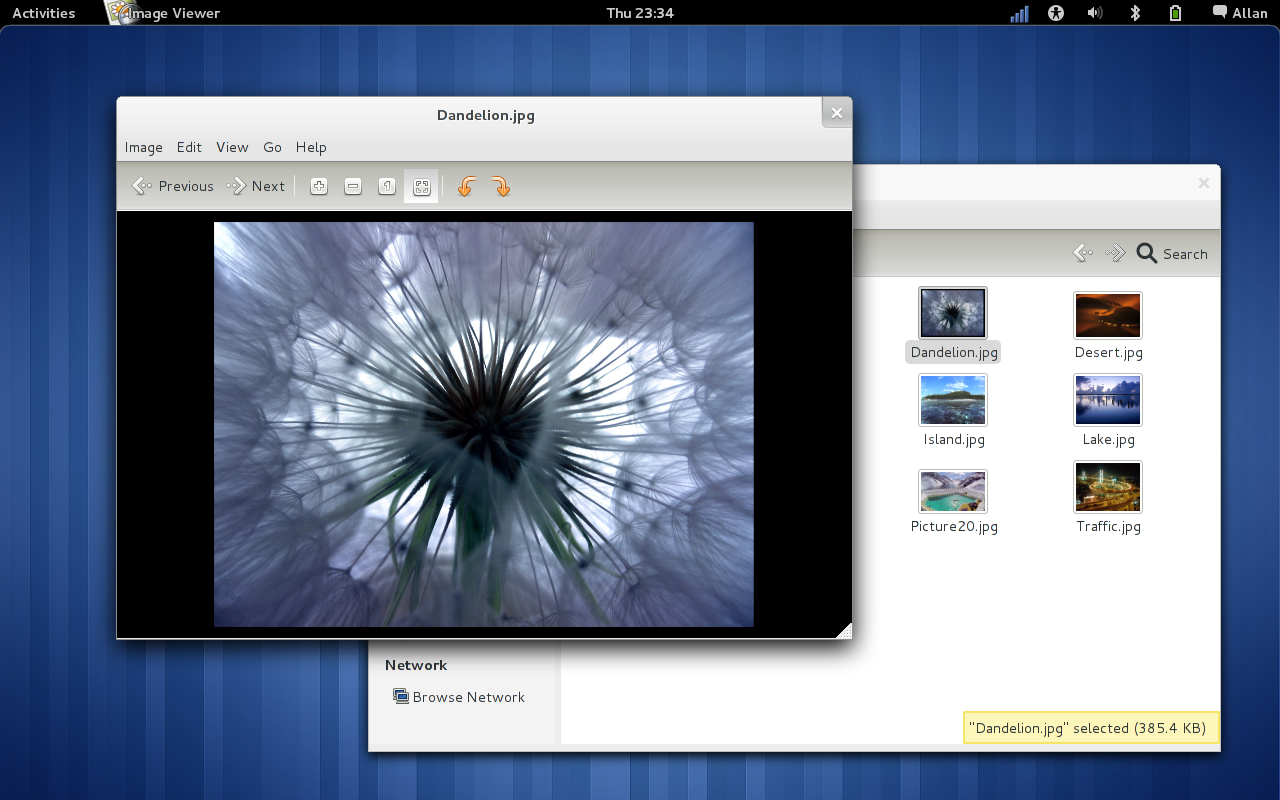 Activities Image Viewer Thu 23:34 Allan
Dandelion.jpg
Image Edit View Go Help
Previous Next 1
Search
Dandelion.jpg Desert.jpg
Island.jpg Lake.jpg
Picture20.jpg Traffic.jpg
Network
Browse Network
"Dandelion.jpg" selected (385.4 KB)